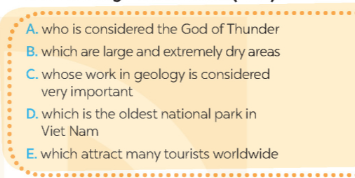 A. who is considered the God of Thunder
B. which are large and extremely dry areas
C. whose work in geology is considered
very important
D. which is the oldest national park in
Viet Nam
E. which attract many tourists worldwide